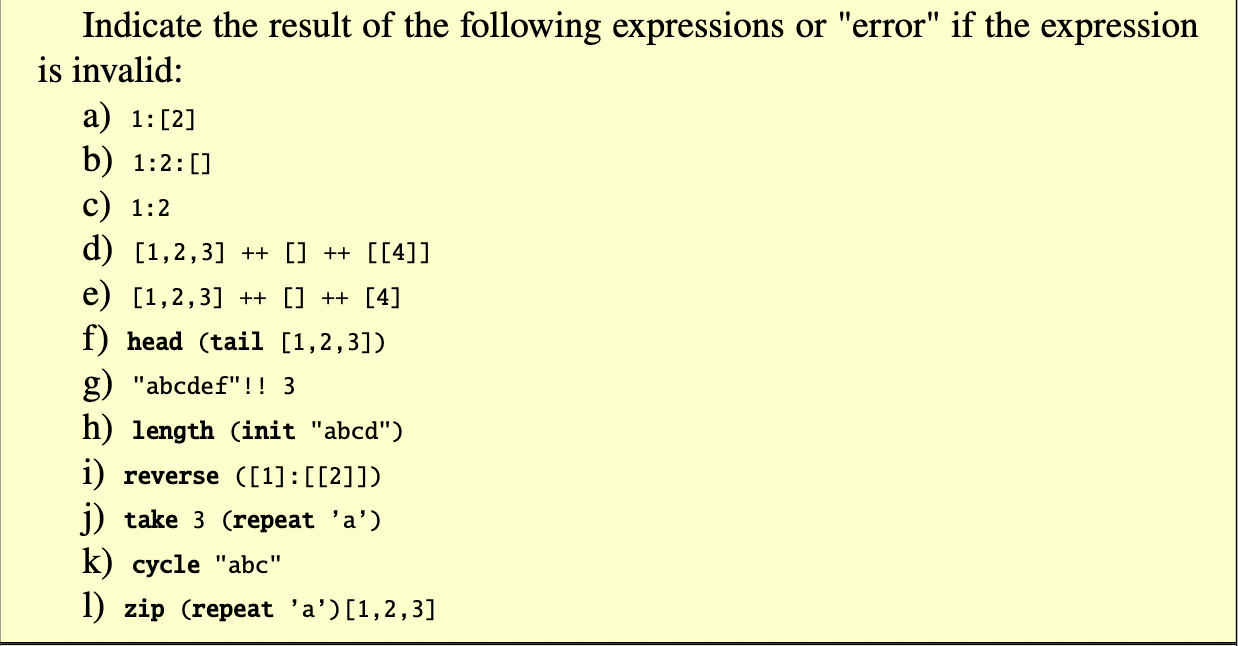 Indicate the result of the following expressions or "error" if the expression
is invalid:
a) 1:[2]
b) 1:2:[]
c) 1:2
d) [1,2,3] ++ [] ++ [[4]]
e) [1,2,3] ++ [] ++ [4]
f) head (tail [1,2,3])
g) "abcdef"!! 3
h) length (init "abcd")
i) reverse ([1]:[[2]])
j) take 3 (repeat ’a’)
k) cycle "abc"
l) zip (repeat ’a’)[1,2,3]